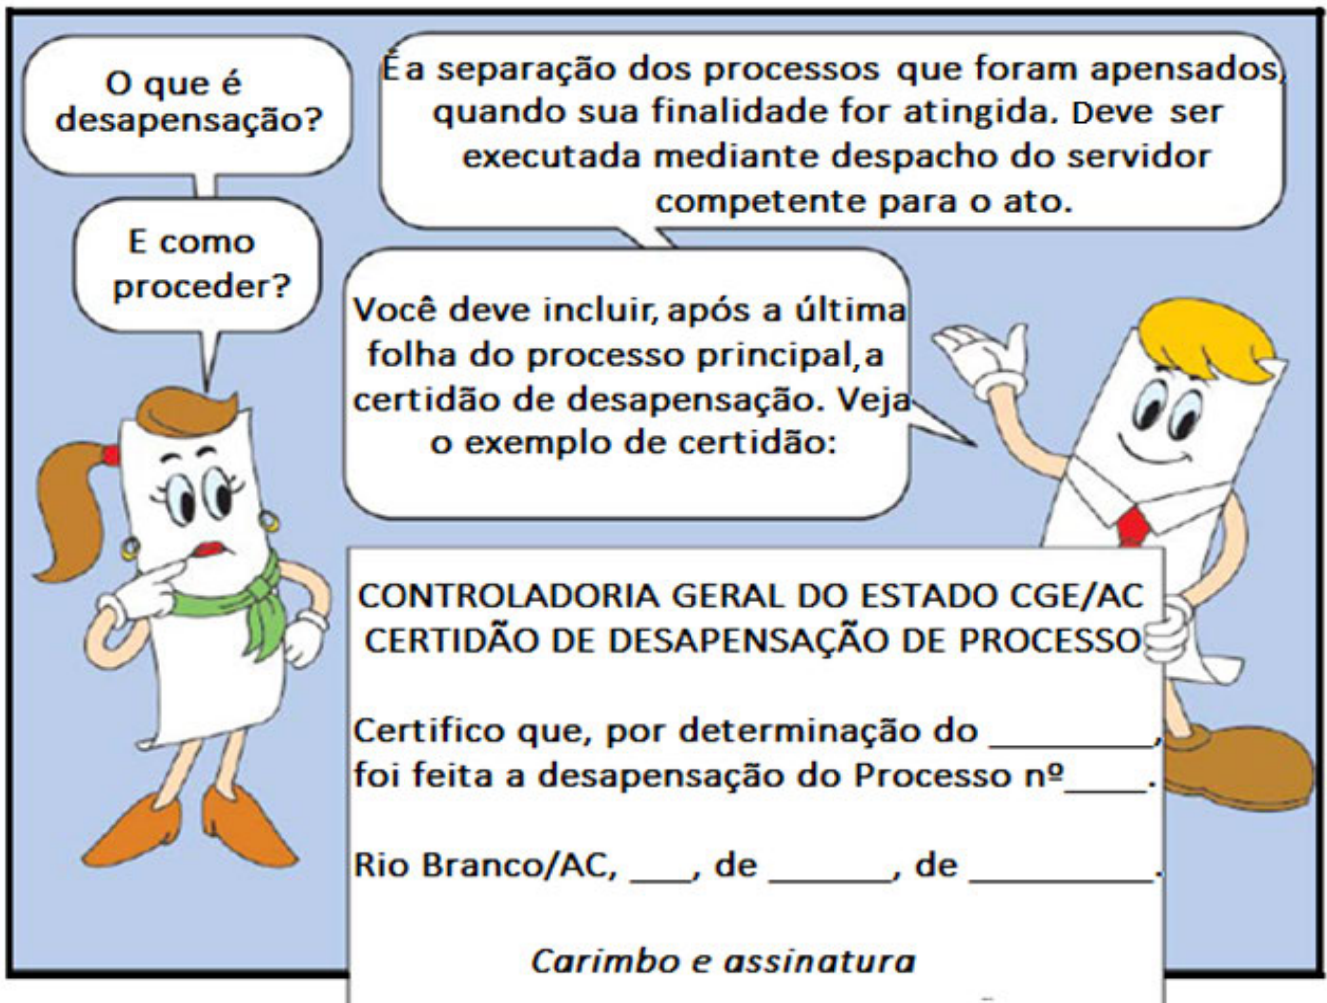 O que é
desapensação?
E como
proceder?
É a separação dos processos que foram apensados,
quando sua finalidade for atingida. Deve ser
executada mediante despacho do servidor
competente para o ato.
Você deve incluir, após a última
folha do processo principal, a
certidão de desapensação. Veja
o exemplo de certidão:
CONTROLADORIA GERAL DO ESTADO CGE/AC
CERTIDÃO DE DESAPENSAÇÃO DE PROCESSO
Certifico que, por determinação do ________,
foi feita a desapensação do Processo nº____.
Rio Branco/AC, ___, de ______, de _________.
Carimbo e assinatura